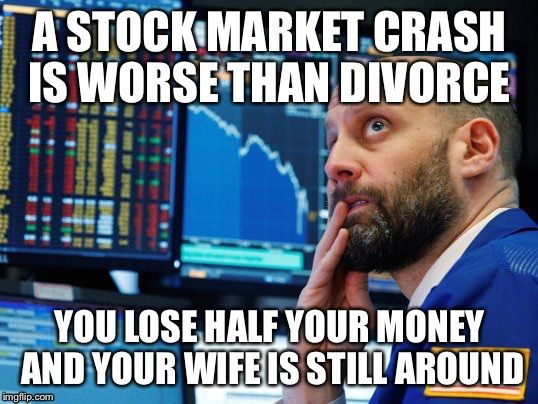 A STOCK MARKET CRASH
IS WORSE THAN DIVORCE
YOU LOSE HALF YOUR MONEY
AND YOUR WIFE IS STILL AROUND
imgflip.com